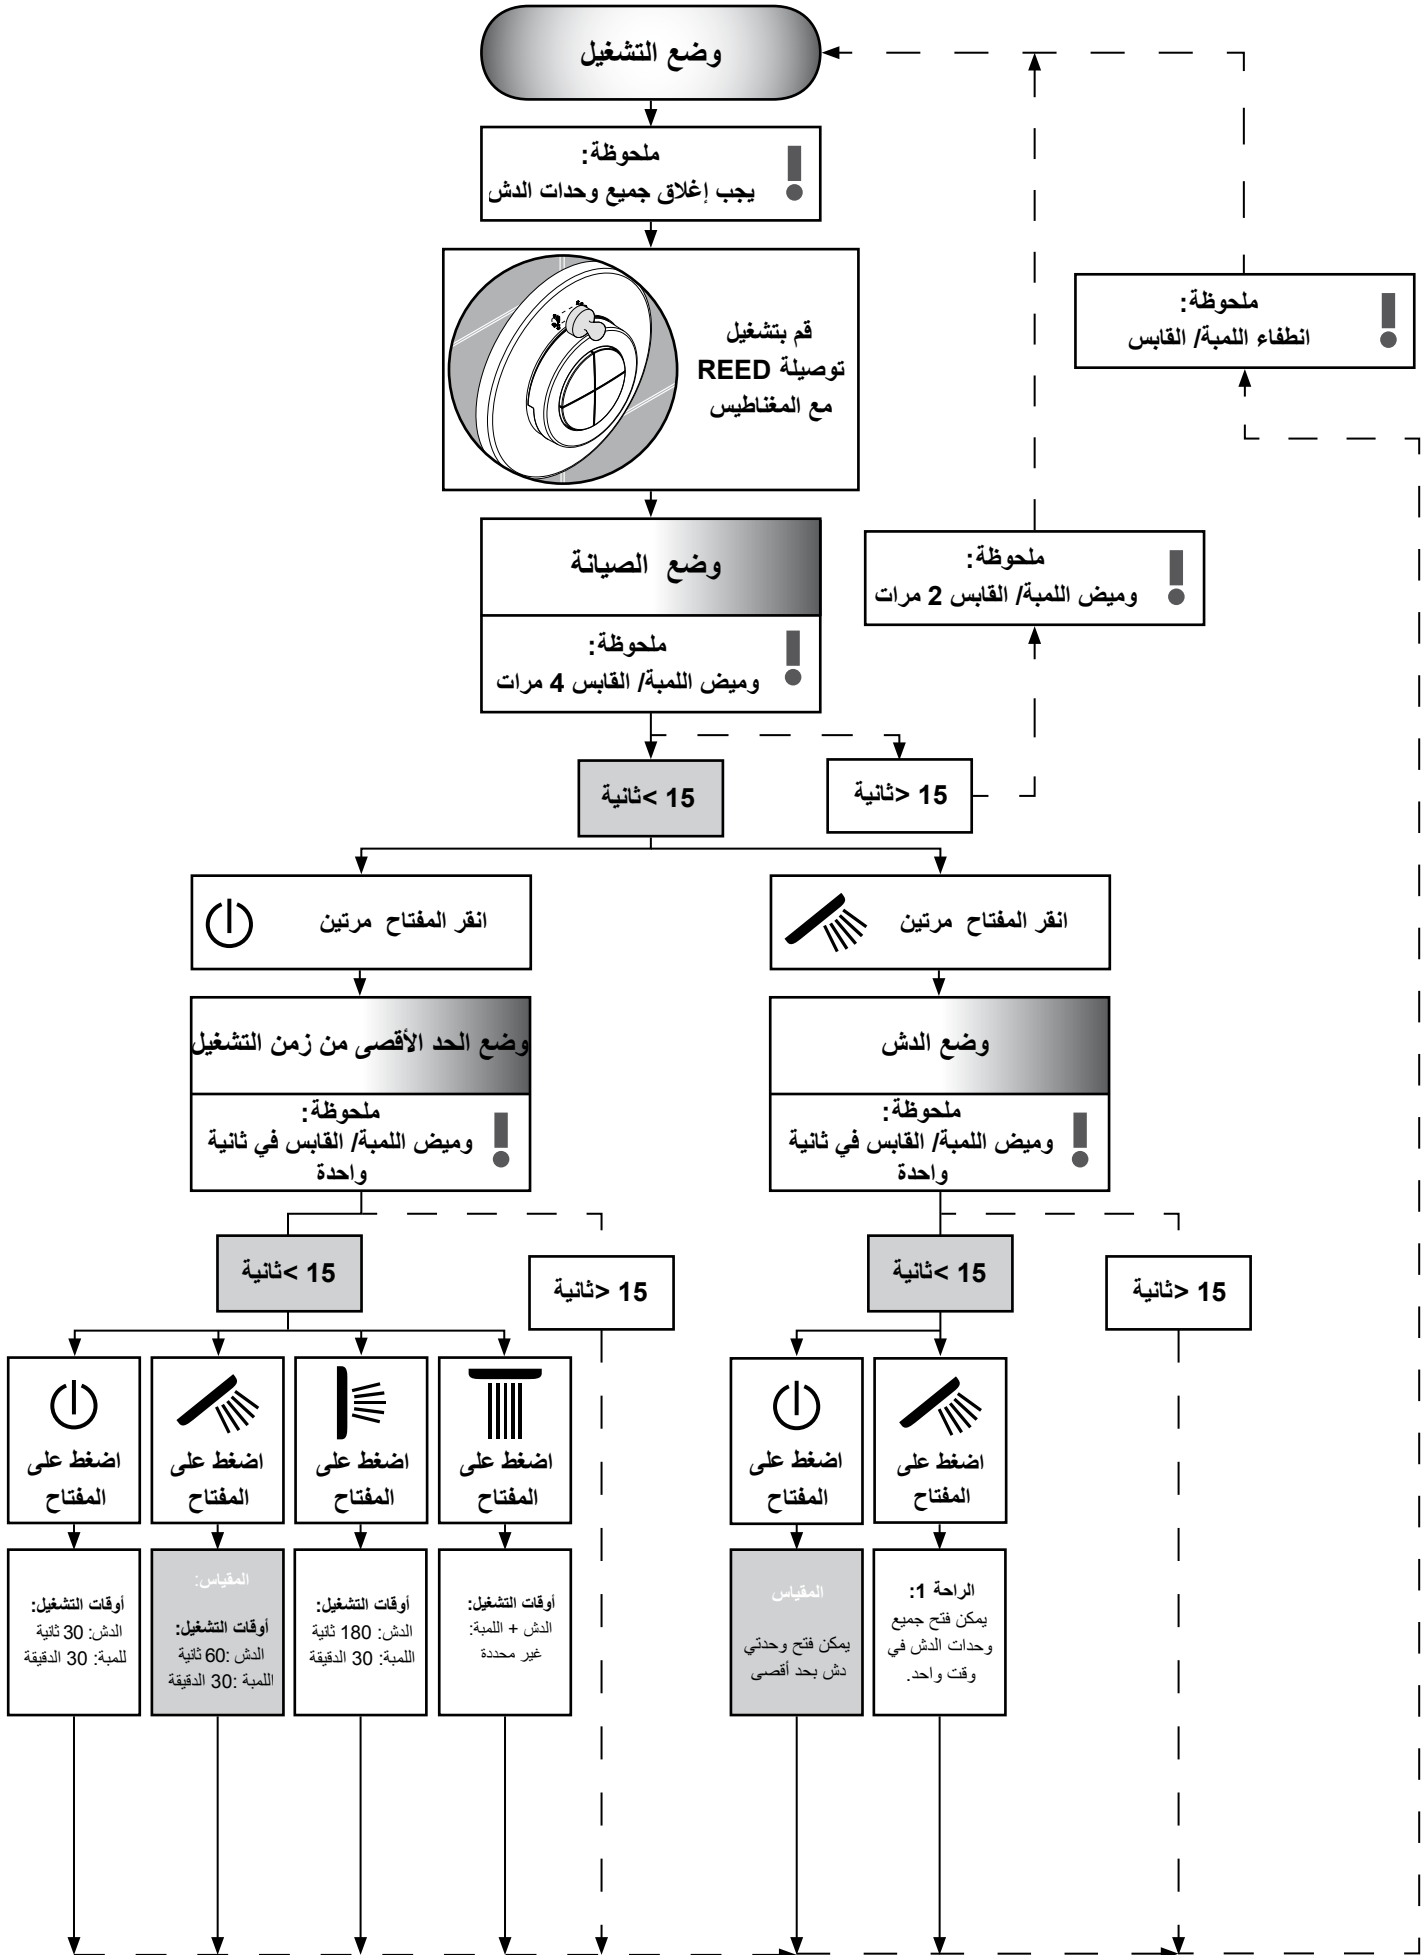 وضع التشغيل
ملحوظة:
يجب إغلاق جميع وحدات الدش
قم بتشغيل
توصيلة REED
مع المغناطيس
ملحوظة:
انطفاء اللمبة/ القابس
وضع الصيانة
ملحوظة:
وميض اللمبة/ القابس 4 مرات
ملحوظة:
وميض اللمبة/ القابس 2 مرات
15 >ثانية
15 <ثانية
انقر المفتاح مرتين
انقر المفتاح مرتين
وضع الدش
ملحوظة:
وميض اللمبة/ القابس في ثانية
واحدة
وضع الحد الأقصى من زمن التشغيل
ملحوظة:
وميض اللمبة/ القابس في ثانية
واحدة
15 <ثانية
15 >ثانية
15 <ثانية
15 >ثانية
اضغط على
المفتاح
اضغط على
المفتاح
اضغط على
المفتاح
اضغط على
المفتاح
اضغط على
المفتاح
اضغط على
المفتاح
الراحة 1:
يمكن فتح جميع
وحدات الدش في
وقت واحد.
المقياس
يمكن فتح وحدتي
دش بحد أقصى
أوقات التشغيل:
الدش + اللمبة:
غير محددة
أوقات التشغيل:
الدش: 180 ثانية
اللمبة: 30 الدقيقة
المقياس:
أوقات التشغيل:
الدش :60 ثانية
اللمبة :30 الدقيقة
أوقات التشغيل:
الدش: 30 ثانية
للمبة: 30 الدقيقة